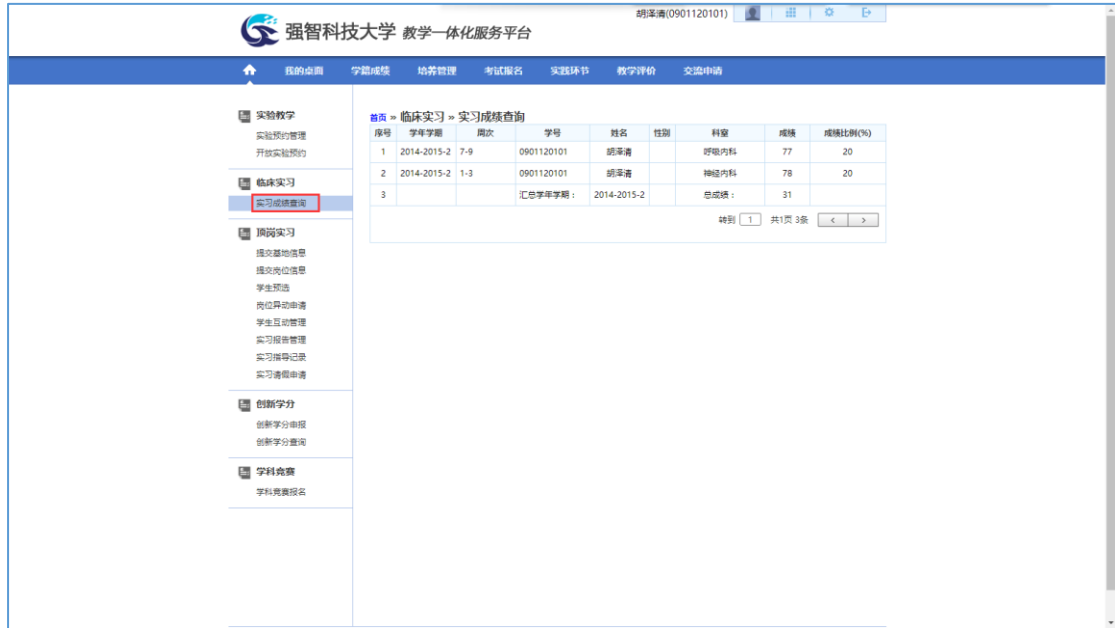 胡泽清(0901120101)
强智科技大学 教学一体化服务平台
我的桌面 学籍成绩 培养管理 考试报名 实践环节 教学评价 交流申请
实验教学
实验预约管理
开放实验预约
临床实习
实习成绩查询
顶岗实习
提交基地信息
提交岗位信息
学生预选
岗位异动申请
学生互动管理
实习报告管理
实习指导记录
实习请假申请
创新学分
创新学分申报
创新学分查询
学科竞赛
学科竞赛报名
首页 » 临床实习 » 实习成绩查询
序号 学年学期 周次 学号 姓名 性别 科室 成绩 成绩比例(%)
1 2014-2015-2 7-9 0901120101 胡泽清 呼吸内科 77 20
2 2014-2015-2 1-3 0901120101 胡泽清 神经内科 78 20
3 汇总学年学期： 2014-2015-2 总成绩： 31
转到 1 共1页 3条 < >